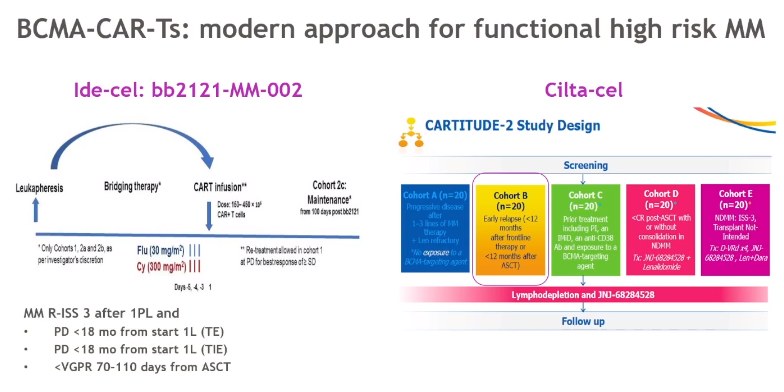 BCMA-CAR-Ts: modern approach for functional high risk MM
Ide-cel: bb2121-MM-002
Leukapheresis
Bridging therapy*
CART infusion**
Cohort 2c:
Maintenance*
from 100 days post bb2121
Dose: 150– 450 × 10⁶
CAR+ T cells
* Only Cohorts 1, 2a and 2b, as
per investigator's discretion
Flu (30 mg/m²)
Cy (300 mg/m²)
** Re-treatment allowed in cohort 1
at PD for best response of ≥ SD
Days -5, -4, -3 1
MM R-ISS 3 after 1PL and
• PD <18 mo from start 1L (TE)
• PD <18 mo from start 1L (TIE)
• <VGPR 70-110 days from ASCT
Cilta-cel
CARTITUDE-2 Study Design
Screening
Cohort A (n=20)
Progressive disease
after
1–3 lines of MM
therapy
+ Len refractory
*No exposure to a
BCMA-targeting agent
Cohort B
(n=20)
Early relapse (<12
months
after frontline
therapy or
<12 months after
ASCT)
Cohort C
(n=20)
Prior treatment
including PI, an
IMiD, an anti-CD38
Ab and exposure to a
BCMA-targeting
agent
Cohort D
(n=20)*
<CR post-ASCT with
or without
consolidation in
NDMM
Tx: JNJ-68284528 +
Lenalidomide
Cohort E
(n=20)*
NDMM: ISS-3,
Transplant Not-
Intended
Tx: D-VRd x4, JNJ-
68284528 , Len+Dara
Lymphodepletion and JNJ-68284528
Follow up